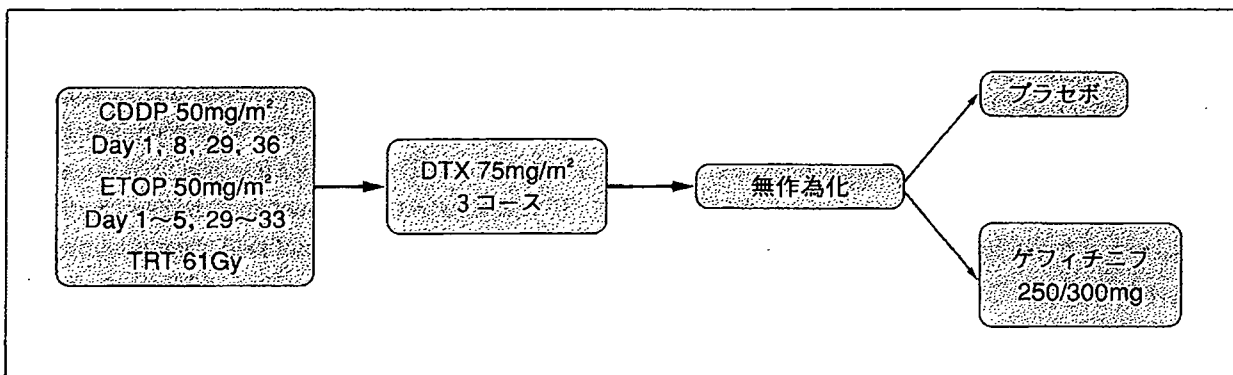 CDDP 50mg/m²
Day 1, 8, 29, 36
ETOP 50mg/m²
Day 1〜5, 29〜33
TRT 61Gy
DTX 75mg/m²
3コース
無作為化
プラセボ
ゲフィチニブ
250/300mg